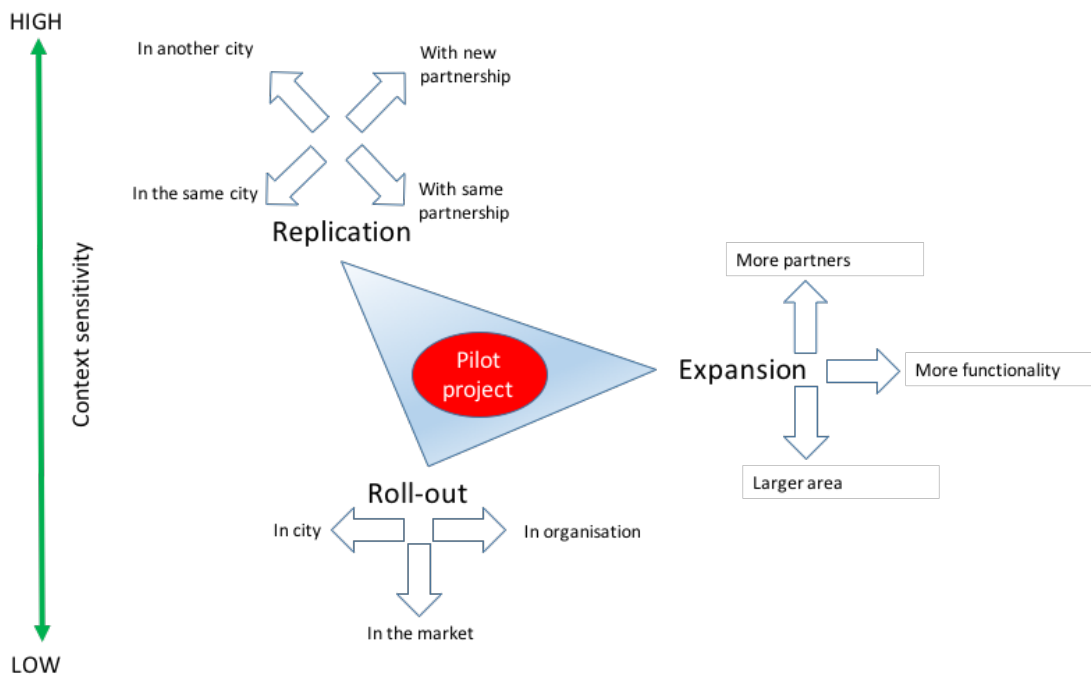 HIGH
In another city
With new
partnership
In the same city
With same
partnership
Replication
Context sensitivity
More partners
Pilot
project
Expansion
More functionality
Larger area
Roll-out
In city
In organisation
In the market
LOW